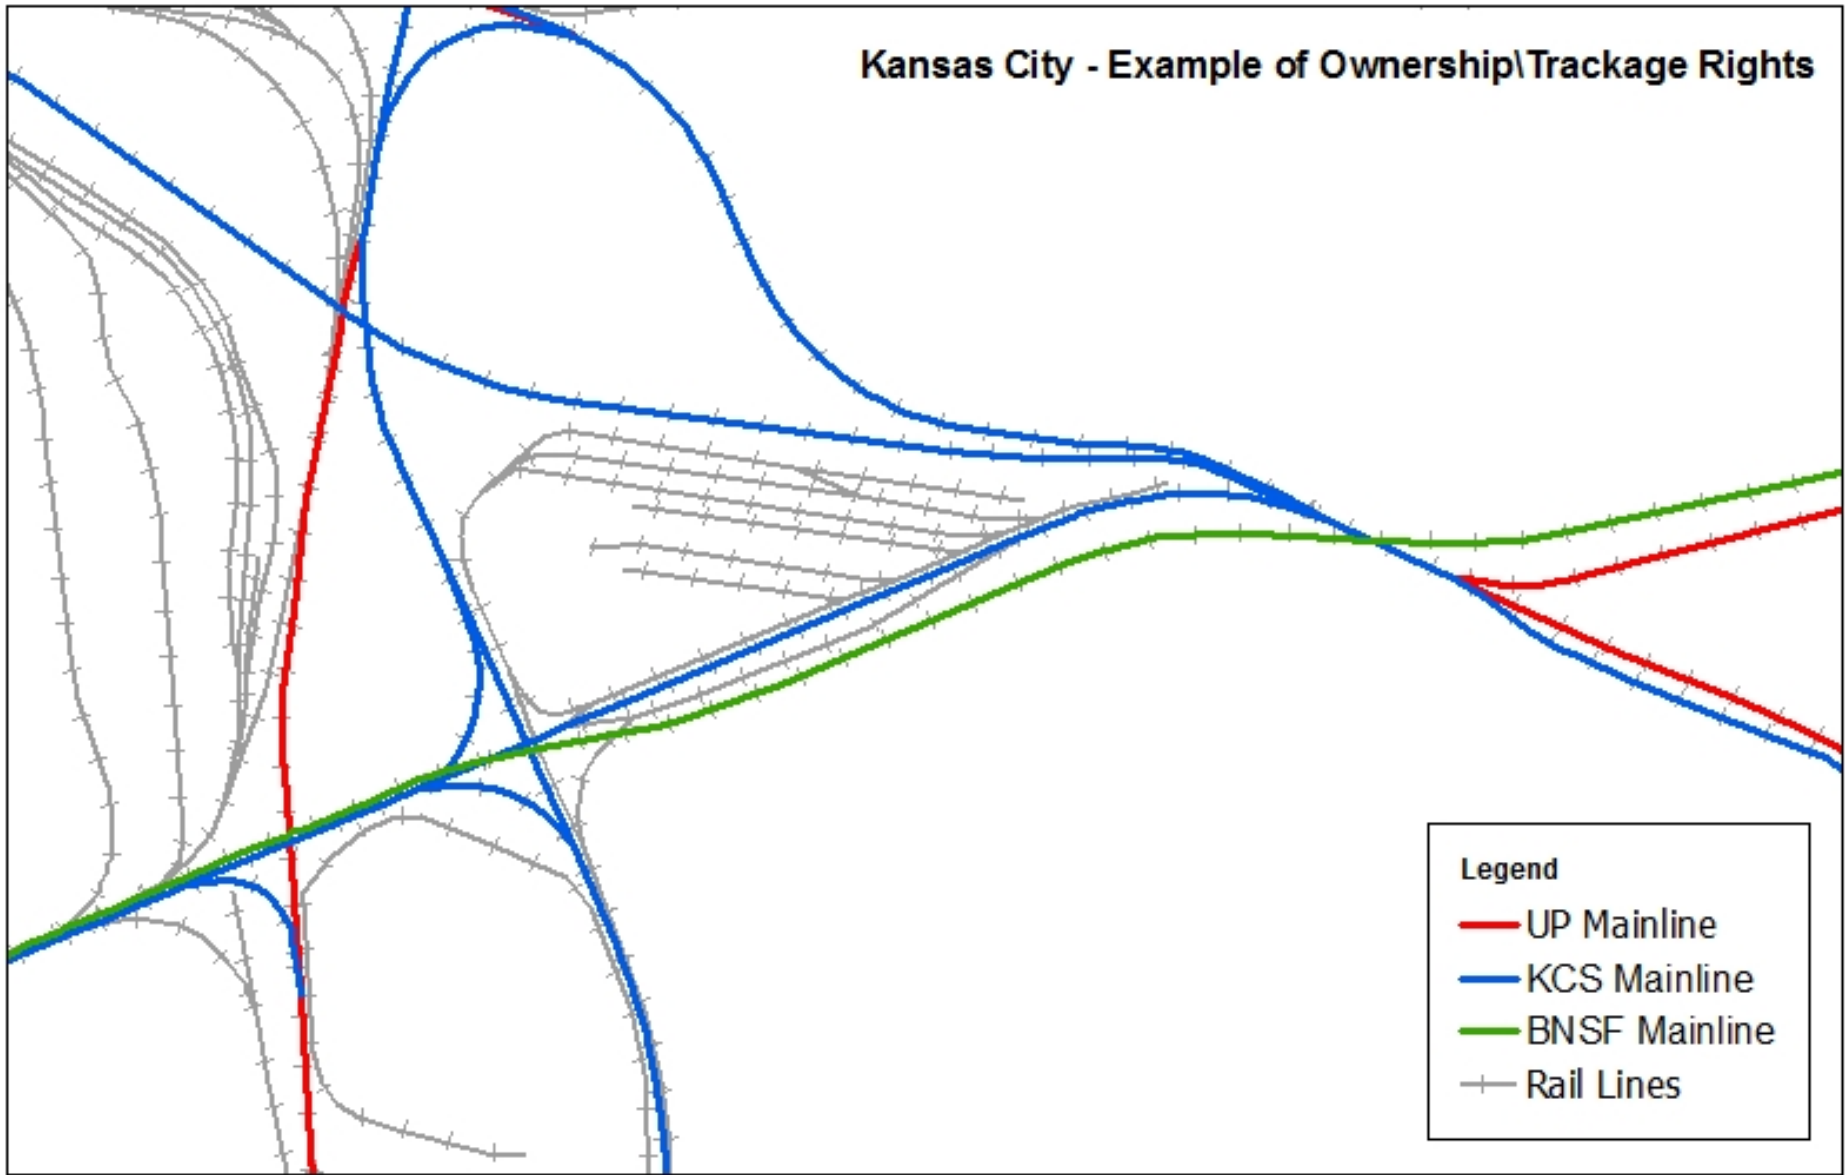 Kansas City - Example of Ownership\Trackage Rights
Legend
UP Mainline
KCS Mainline
BNSF Mainline
Rail Lines